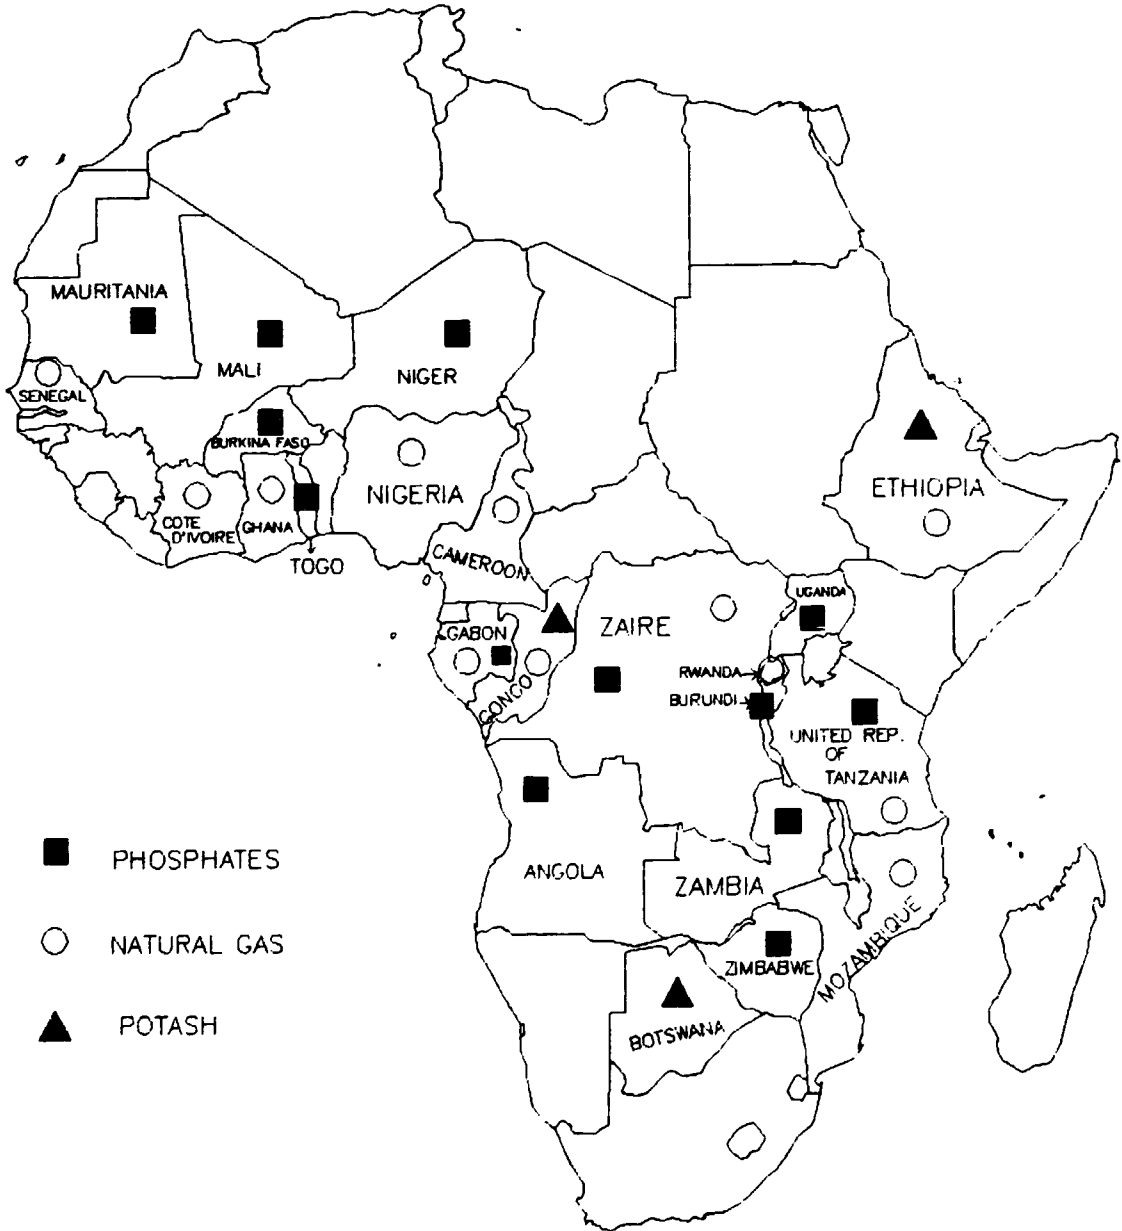 MAURITANIA
MALI
NIGER
SENEGAL
BURKINA FASO
NIGERIA
ETHIOPIA
COTE
D'IVOIRE
GHANA
TOGO
CAMEROON
UGANDA
GABON
ZAIRE
RWANDA
BURUNDI
CONGO
UNITED REP.
OF
TANZANIA
PHOSPHATES
ANGOLA
ZAMBIA
NATURAL GAS
MOZAMBIQUE
ZIMBABWE
POTASH
BOTSWANA